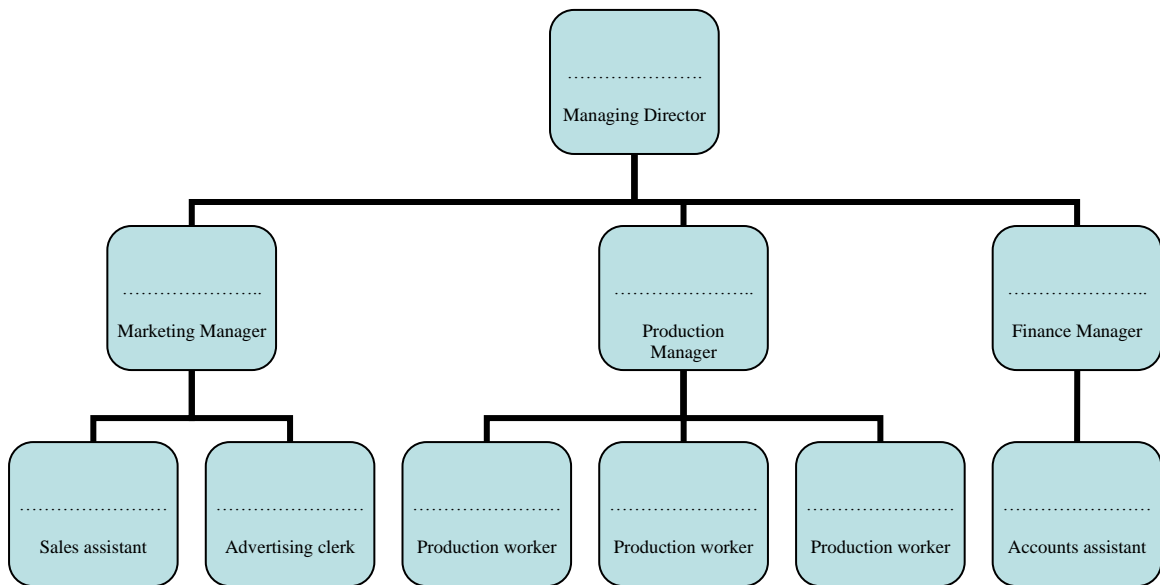 ………………….
Managing Director
…………………..
Marketing Manager
…………………..
Production
Manager
…………………..
Finance Manager
……………………
Sales assistant
……………………
Advertising clerk
……………………
Production worker
……………………
Production worker
……………………
Production worker
……………………
Accounts assistant